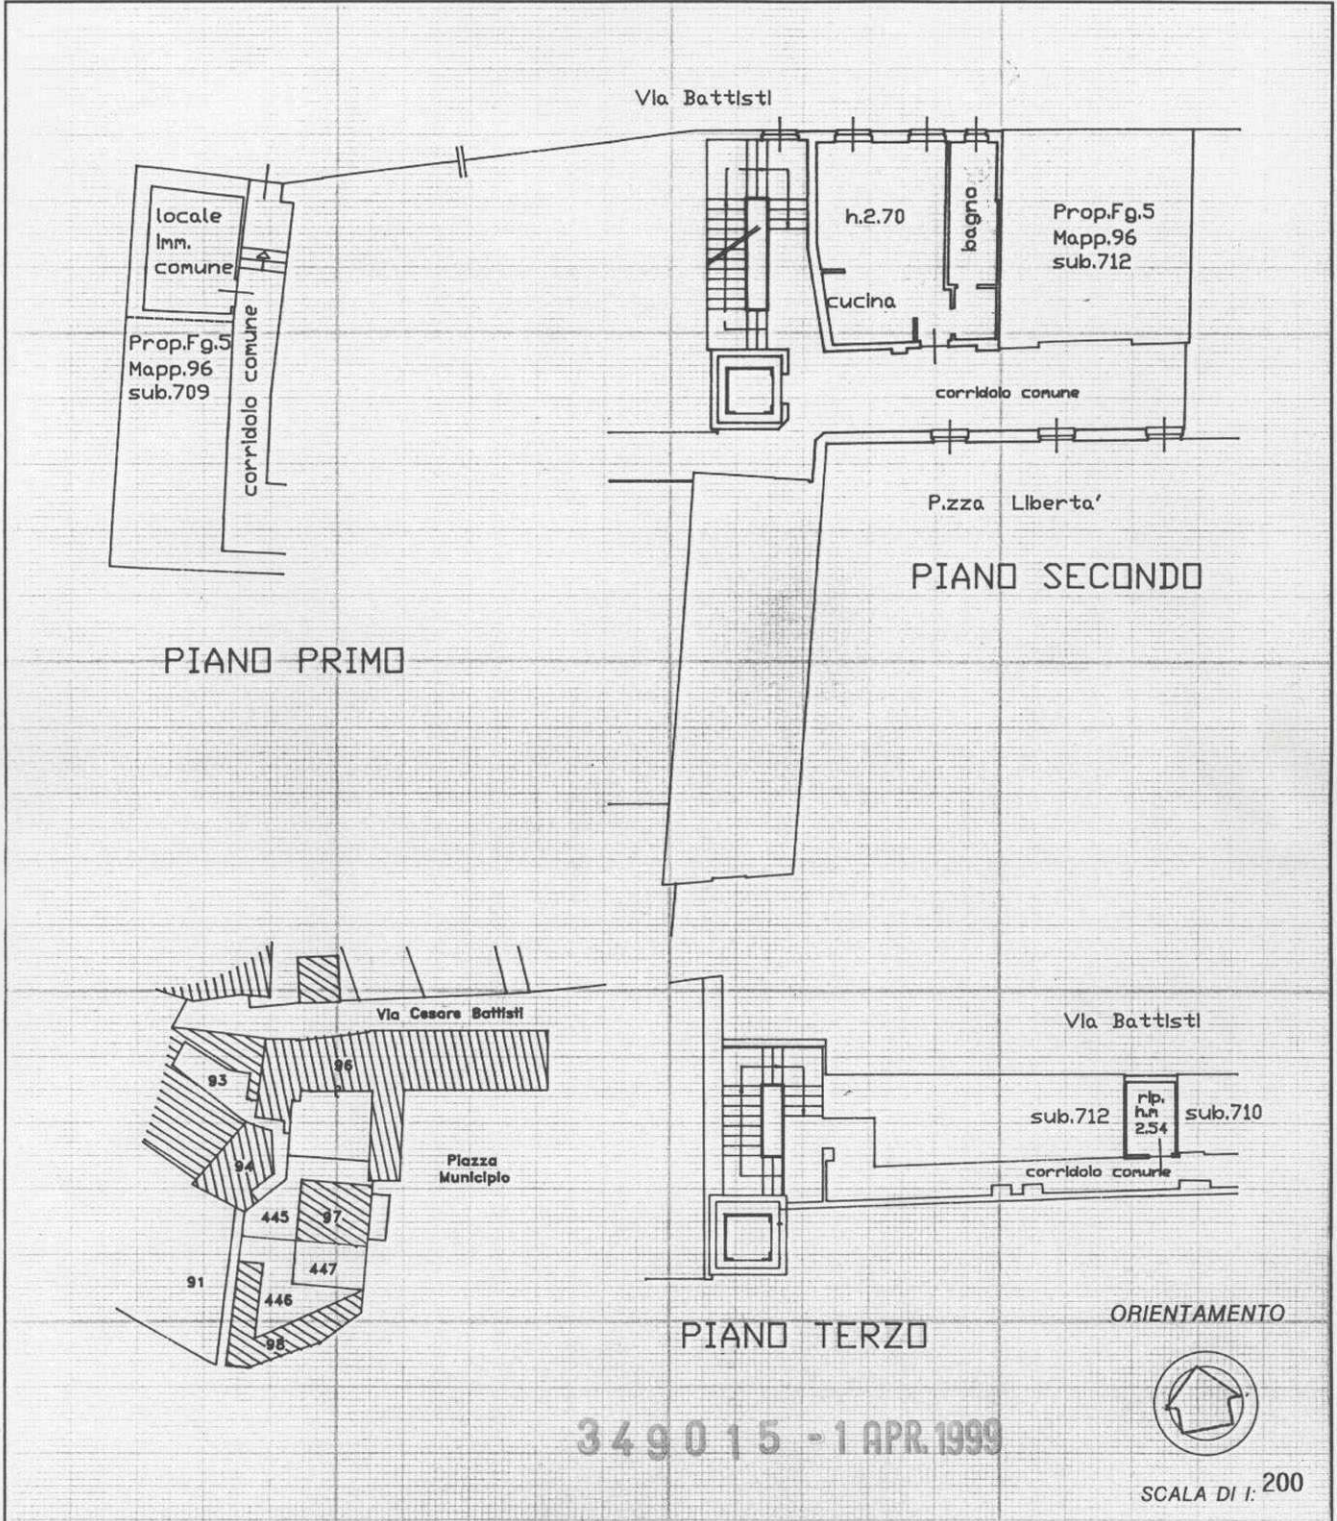 Via Battisti
locale
Imm.
comune
Prop.Fg.5
Mapp.96
sub.709
corridoio comune
PIANO PRIMO
h.2.70
bagno
cucina
Prop.Fg.5
Mapp.96
sub.712
corridoio comune
P.zza Liberta'
PIANO SECONDO
Via Cesare Battisti
96
93
94
Piazza
Municipio
445
97
447
91
446
98
Via Battisti
sub.712
rip.
h.m
2.54
sub.710
corridoio comune
PIANO TERZO
ORIENTAMENTO
349015 - 1 APR. 1999
SCALA DI 1: 200